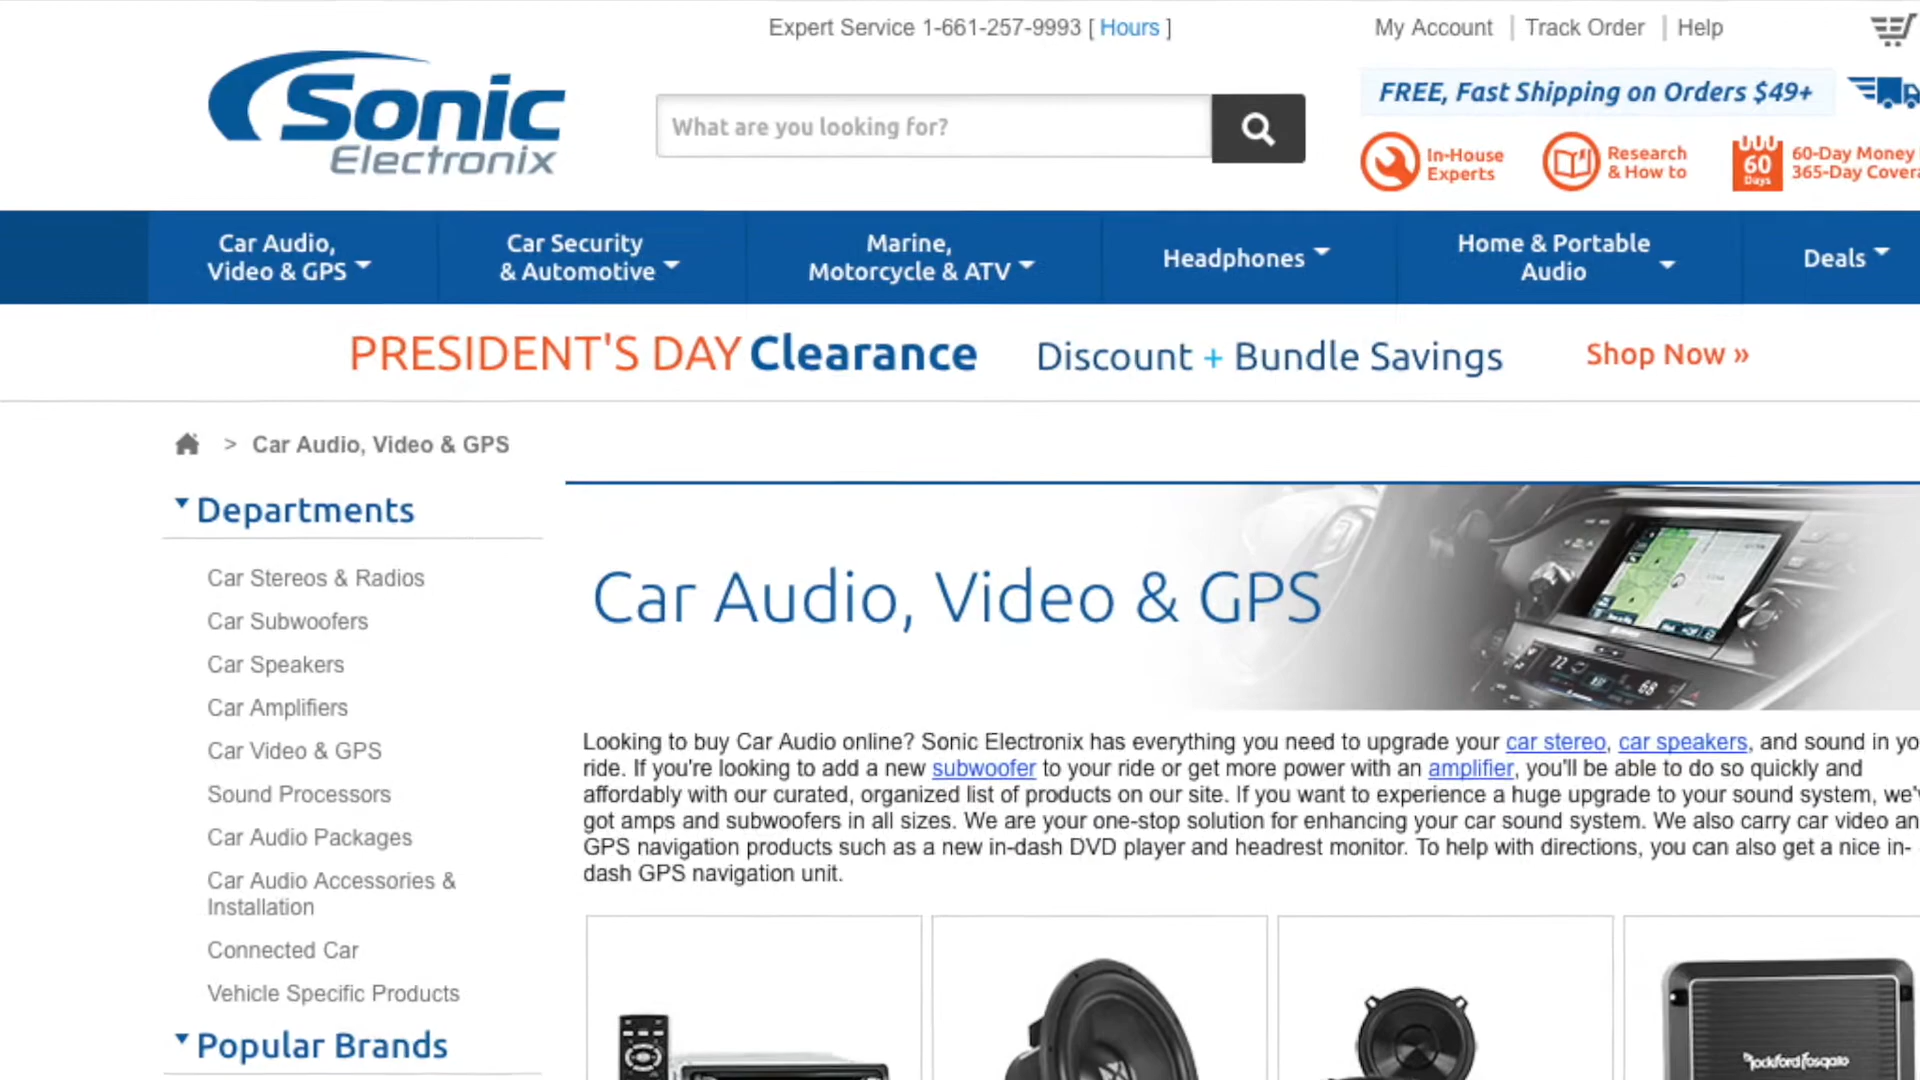 Expert Service 1-661-257-9993 [ Hours ]
My Account
Track Order
Help
Sonic
Electronix
What are you looking for?
FREE, Fast Shipping on Orders $49+
In-House
Experts
Research
& How to
60
Days
60-Day Money
365-Day Covera
Car Audio,
Video & GPS
Car Security
& Automotive
Marine,
Motorcycle & ATV
Headphones
Home & Portable
Audio
Deals
PRESIDENT'S DAY Clearance
Discount + Bundle Savings
Shop Now »
> Car Audio, Video & GPS
Departments
Car Stereos & Radios
Car Subwoofers
Car Speakers
Car Amplifiers
Car Video & GPS
Sound Processors
Car Audio Packages
Car Audio Accessories &
Installation
Connected Car
Vehicle Specific Products
Popular Brands
Car Audio, Video & GPS
72
68
Looking to buy Car Audio online? Sonic Electronix has everything you need to upgrade your car stereo, car speakers, and sound in yo
ride. If you're looking to add a new subwoofer to your ride or get more power with an amplifier, you'll be able to do so quickly and
affordably with our curated, organized list of products on our site. If you want to experience a huge upgrade to your sound system, we'v
got amps and subwoofers in all sizes. We are your one-stop solution for enhancing your car sound system. We also carry car video an
GPS navigation products such as a new in-dash DVD player and headrest monitor. To help with directions, you can also get a nice in-
dash GPS navigation unit.
Rockford Fosgate